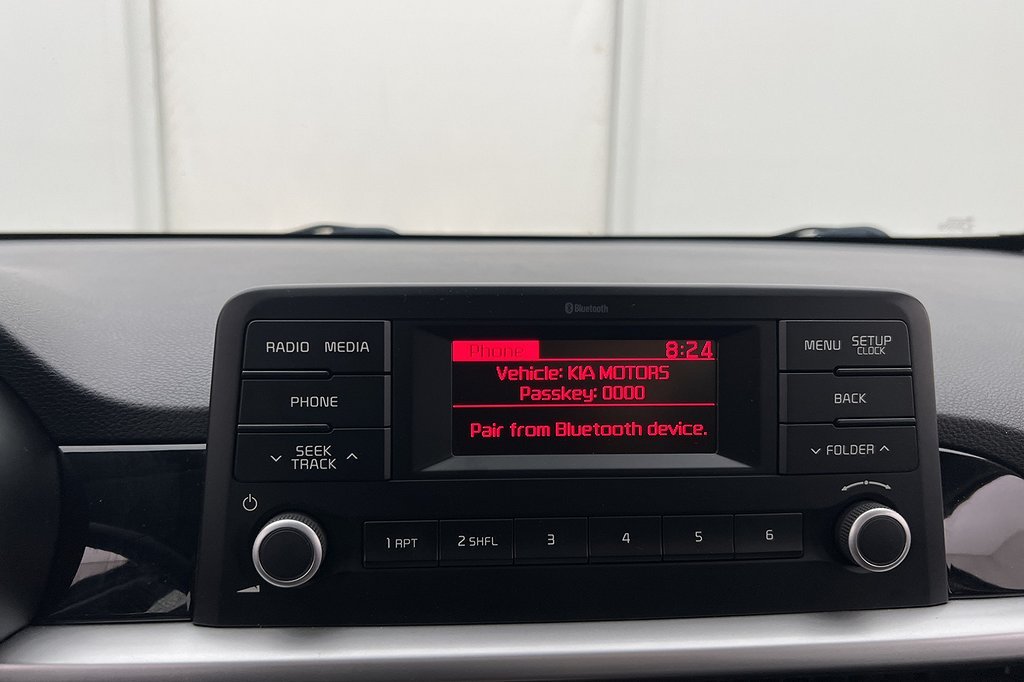 Bluetooth
RADIO MEDIA
PHONE
SEEK
TRACK
Phone 8:24
Vehicle: KIA MOTORS
Passkey: 0000
Pair from Bluetooth device.
MENU SETUP
CLOCK
BACK
FOLDER
1 RPT 2 SHFL 3 4 5 6